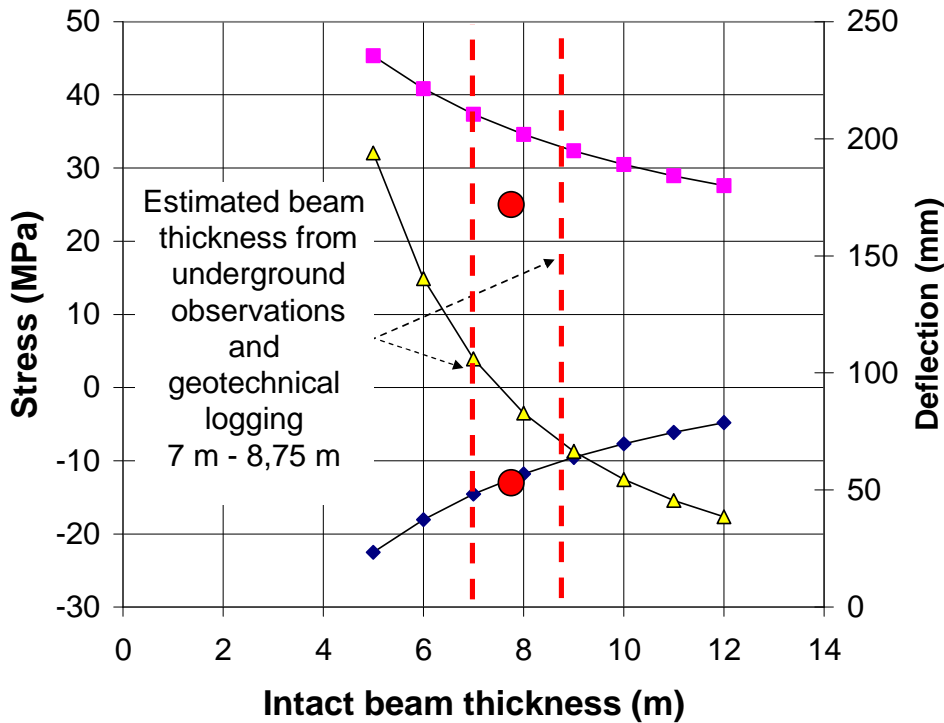 50
40
30
20
10
0
-10
-20
-30
Stress (MPa)
250
200
150
100
50
0
Deflection (mm)
Estimated beam
thickness from
underground
observations
and
geotechnical
logging
7 m - 8,75 m
0 2 4 6 8 10 12 14
Intact beam thickness (m)